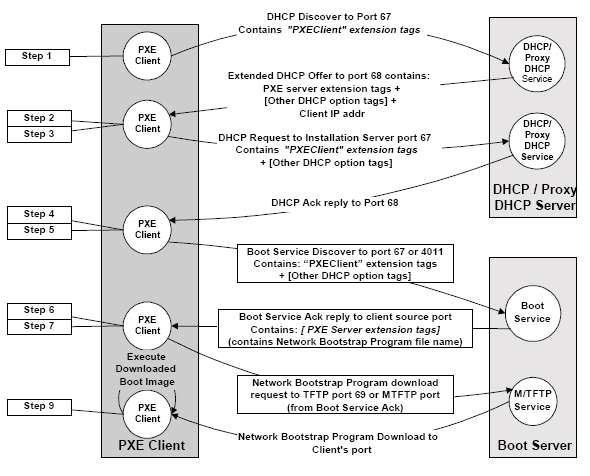 DHCP Discover to Port 67
Contains "PXEClient" extension tags
Step 1
PXE
Client
DHCP/
Proxy
DHCP
Service
Extended DHCP Offer to port 68 contains:
PXE server extension tags +
[Other DHCP option tags] +
Client IP addr
Step 2
Step 3
PXE
Client
DHCP Request to Installation Server port 67
Contains "PXEClient" extension tags
+ [Other DHCP option tags]
DHCP/
Proxy
DHCP
Service
DHCP / Proxy
DHCP Server
DHCP Ack reply to Port 68
Step 4
Step 5
PXE
Client
Boot Service Discover to port 67 or 4011
Contains: “PXEClient” extension tags
+ [Other DHCP option tags]
Step 6
Step 7
PXE
Client
Boot Service Ack reply to client source port
Contains: [ PXE Server extension tags]
(contains Network Bootstrap Program file name)
Boot
Service
Execute
Downloaded
Boot Image
Network Bootstrap Program download
request to TFTP port 69 or MTFTP port
(from Boot Service Ack)
M/TFTP
Service
Step 9
PXE
Client
Network Bootstrap Program Download to
Client's port
PXE Client
Boot Server